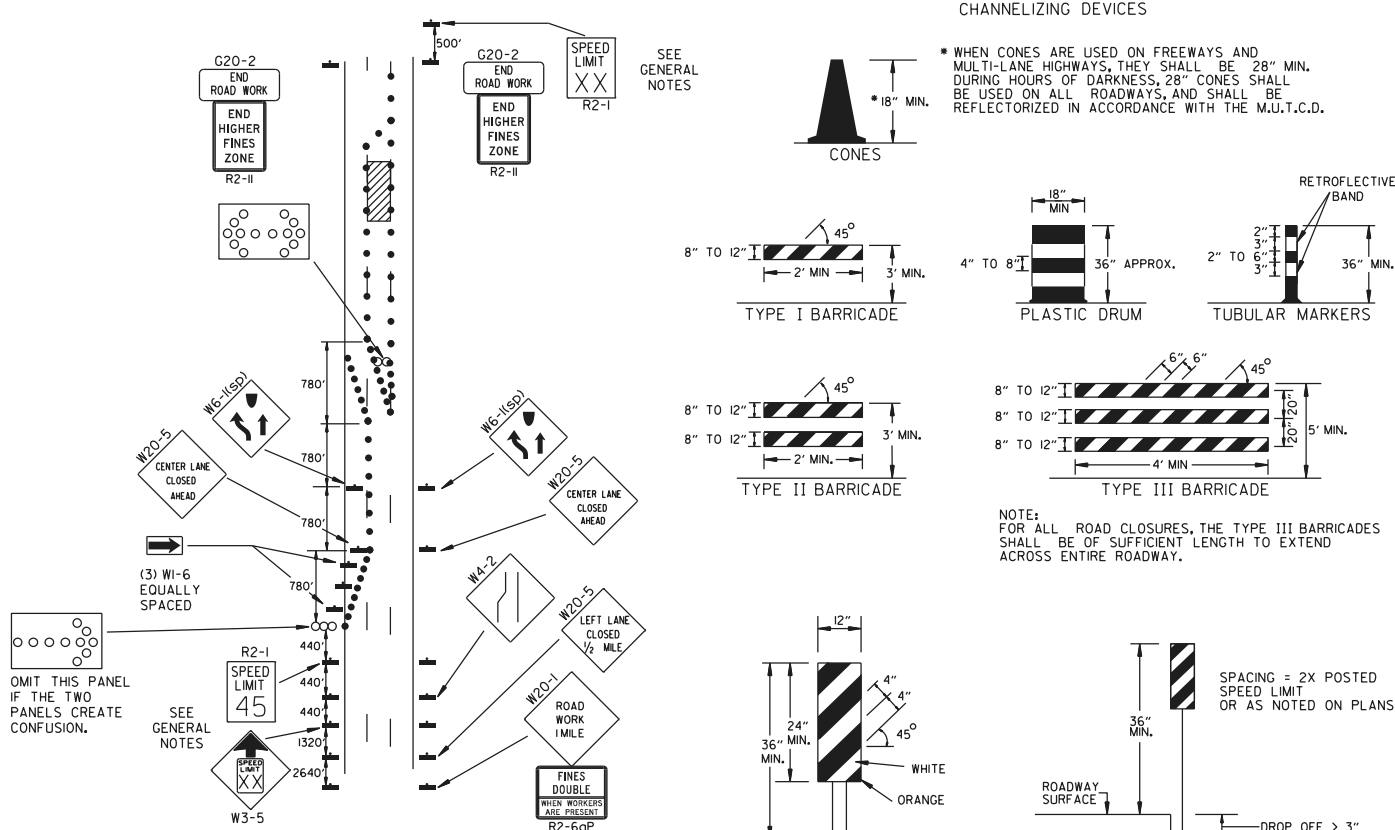 500'
SPEED
LIMIT
XX
R2-1
SEE
GENERAL
NOTES
G20-2
END
ROAD WORK
END
HIGHER
FINES
ZONE
R2-11
G20-2
END
ROAD WORK
END
HIGHER
FINES
ZONE
R2-11
780'
780'
780'
780'
440'
440'
440'
1320'
2640'
W6-1(sp)
W20-5
CENTER LANE
CLOSED
AHEAD
(3) W1-6
EQUALLY
SPACED
OMIT THIS PANEL
IF THE TWO
PANELS CREATE
CONFUSION.
R2-1
SPEED
LIMIT
45
SEE
GENERAL
NOTES
SPEED
LIMIT
XX
W3-5
W6-1(sp)
W20-5
CENTER LANE
CLOSED
AHEAD
W4-2
W20-5
LEFT LANE
CLOSED
1/2 MILE
W20-1
ROAD
WORK
1 MILE
FINES
DOUBLE
WHEN WORKERS
ARE PRESENT
R2-6aP
CHANNELIZING DEVICES
* 18" MIN.
CONES
* WHEN CONES ARE USED ON FREEWAYS AND
MULTI-LANE HIGHWAYS, THEY SHALL BE 28" MIN.
DURING HOURS OF DARKNESS, 28" CONES SHALL
BE USED ON ALL ROADWAYS, AND SHALL BE
REFLECTORIZED IN ACCORDANCE WITH THE M.U.T.C.D.
45°
8" TO 12"
2' MIN
3' MIN.
TYPE I BARRICADE
18"
MIN
4" TO 8"
36" APPROX.
PLASTIC DRUM
RETROFLECTIVE
BAND
2"
3"
2" TO 6"
3"
36" MIN.
TUBULAR MARKERS
45°
8" TO 12"
8" TO 12"
2' MIN.
3' MIN.
TYPE II BARRICADE
6" 6"
45°
8" TO 12"
8" TO 12"
8" TO 12"
20"
20"
5' MIN.
4' MIN
TYPE III BARRICADE
NOTE:
FOR ALL ROAD CLOSURES, THE TYPE III BARRICADES
SHALL BE OF SUFFICIENT LENGTH TO EXTEND
ACROSS ENTIRE ROADWAY.
12"
36"
MIN.
24"
MIN.
4"
4"
45°
WHITE
ORANGE
36"
MIN.
SPACING = 2X POSTED
SPEED LIMIT
OR AS NOTED ON PLANS
ROADWAY
SURFACE
DROP OFF > 3"